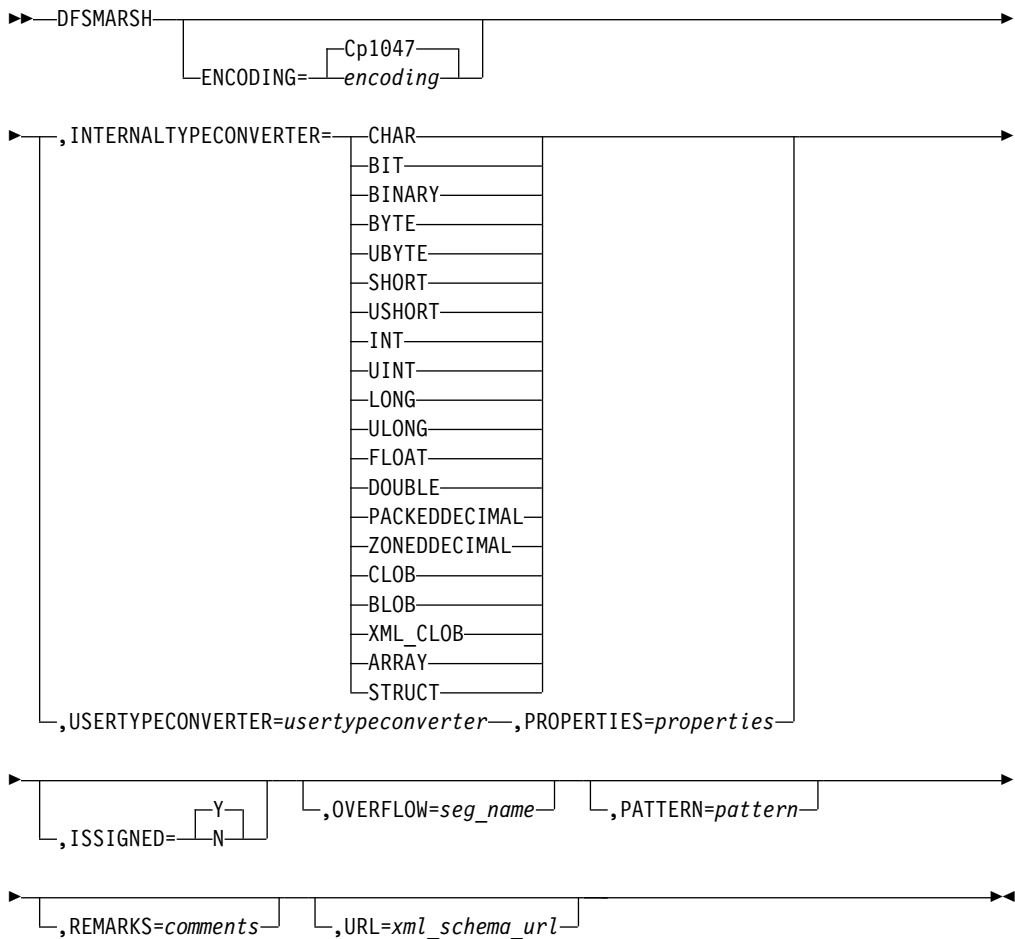 DFSMARSH
Cp1047
ENCODING= encoding
,INTERNALTYPECONVERTER= CHAR
BIT
BINARY
BYTE
UBYTE
SHORT
USHORT
INT
UINT
LONG
ULONG
FLOAT
DOUBLE
PACKEDDECIMAL
ZONEDDECIMAL
CLOB
BLOB
XML_CLOB
ARRAY
STRUCT
,USERTYPECONVERTER=usertypeconverter ,PROPERTIES=properties
Y
,ISSIGNED= N ,OVERFLOW=seg_name ,PATTERN=pattern
,REMARKS=comments ,URL=xml_schema_url